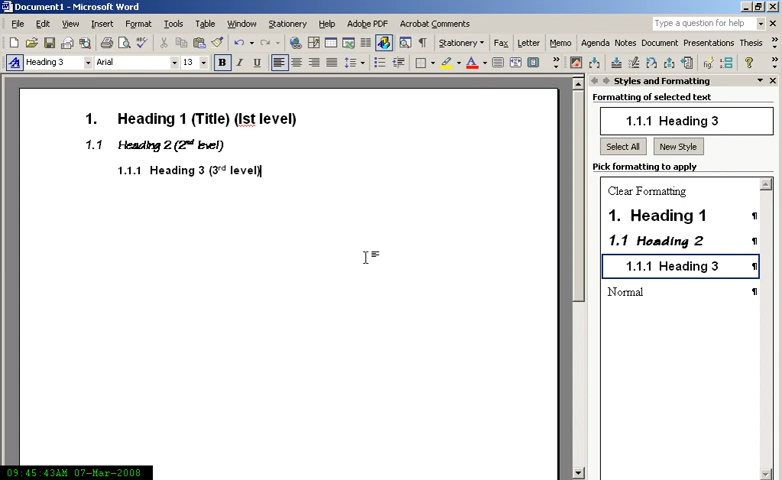 Document1 - Microsoft Word
File Edit View Insert Format Tools Table Window Stationery Help Adobe PDF Acrobat Comments Type a question for help
Stationery Fax Letter Memo Agenda Notes Document Presentations Thesis
Heading 3 Arial 13 B I U
Styles and Formatting
Formatting of selected text
1. Heading 1 (Title) (Ist level)
1.1.1 Heading 3
1.1 Heading 2 (2nd level)
Select All New Style
1.1.1 Heading 3 (3rd level)
Pick formatting to apply
Clear Formatting
1. Heading 1
1.1 Heading 2
1.1.1 Heading 3
Normal
09:45:43AM 07-Mar-2008